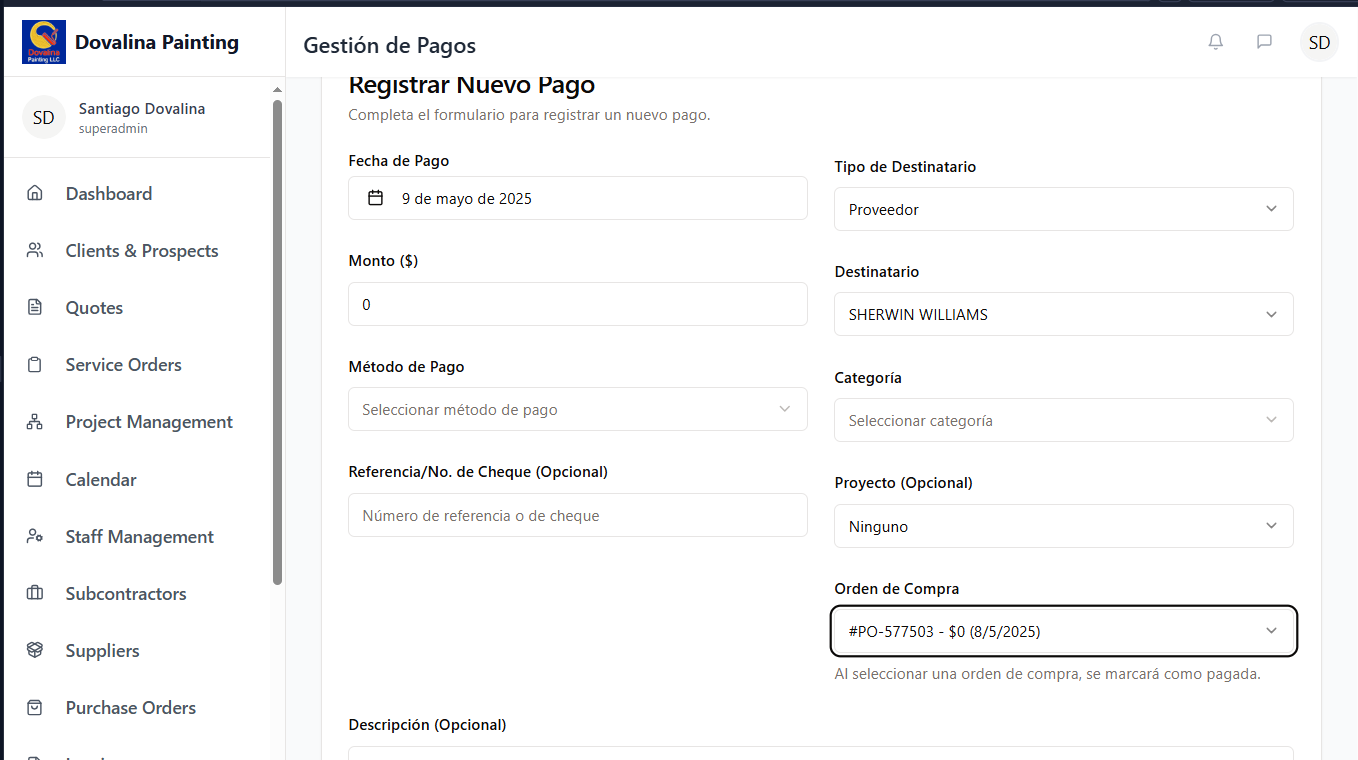 Dovalina
Painting LLC
Dovalina Painting
Gestión de Pagos
SD
SD
Santiago Dovalina
superadmin
Dashboard
Clients & Prospects
Quotes
Service Orders
Project Management
Calendar
Staff Management
Subcontractors
Suppliers
Purchase Orders
Registrar Nuevo Pago
Completa el formulario para registrar un nuevo pago.
Fecha de Pago
9 de mayo de 2025
Monto ($)
0
Método de Pago
Seleccionar método de pago
Referencia/No. de Cheque (Opcional)
Número de referencia o de cheque
Tipo de Destinatario
Proveedor
Destinatario
SHERWIN WILLIAMS
Categoría
Seleccionar categoría
Proyecto (Opcional)
Ninguno
Orden de Compra
#PO-577503 - $0 (8/5/2025)
Al seleccionar una orden de compra, se marcará como pagada.
Descripción (Opcional)